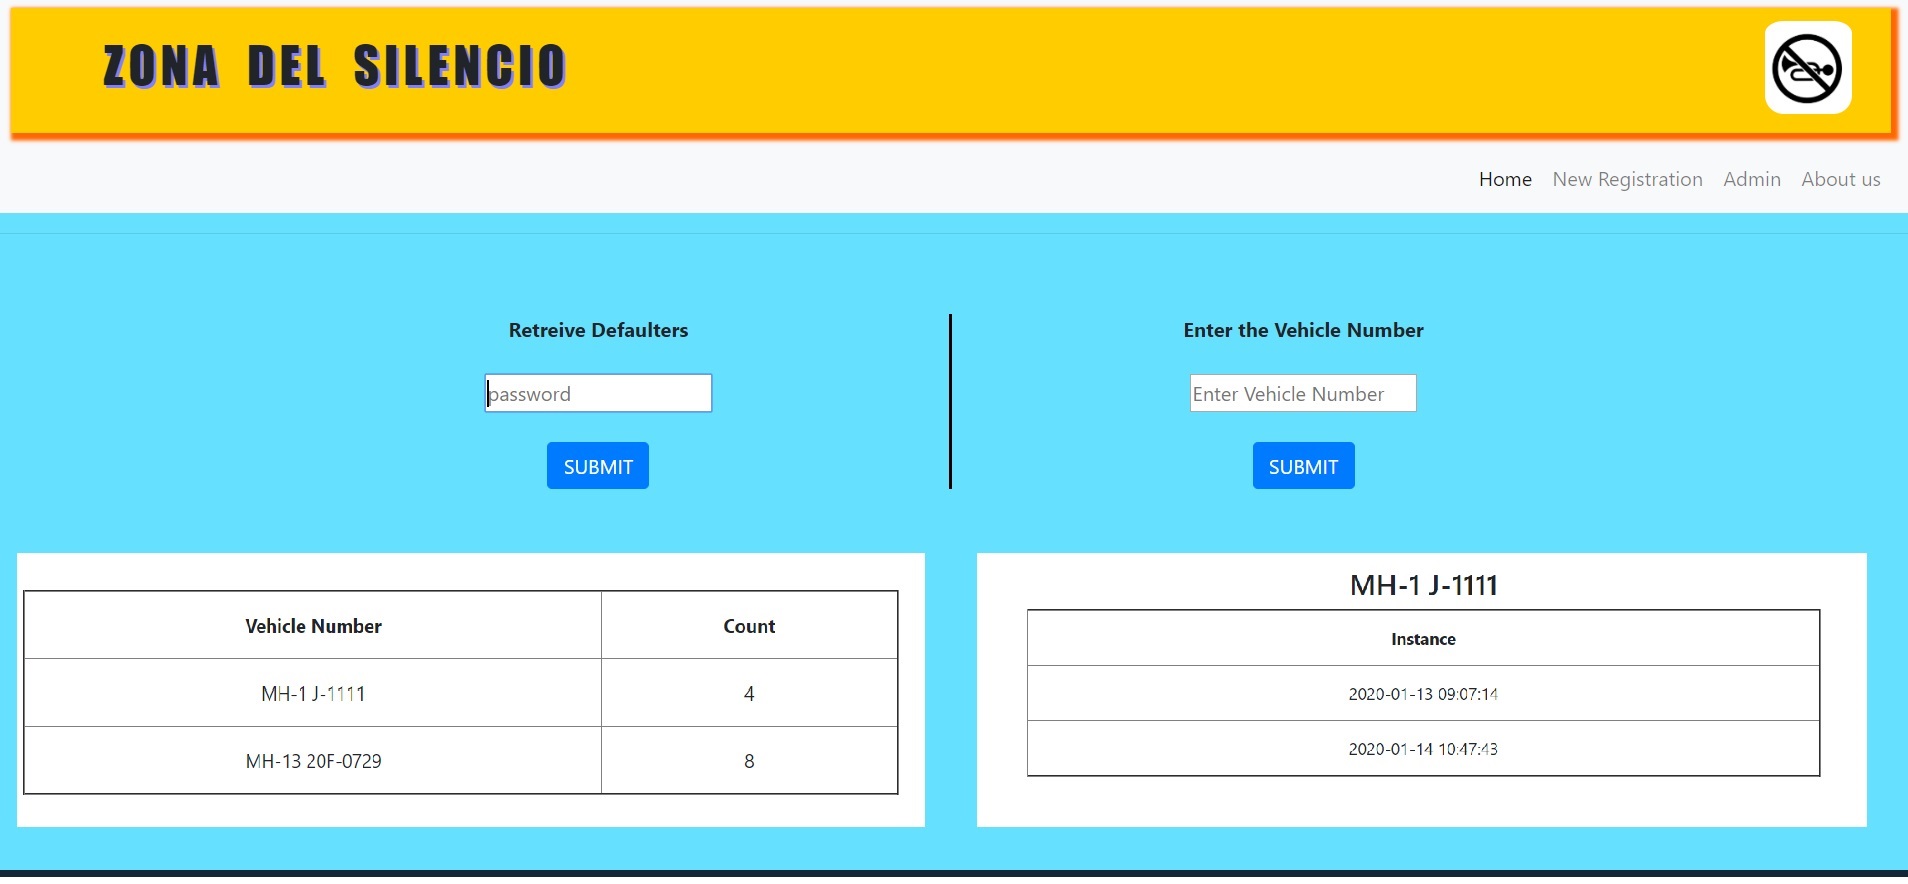 ZONA DEL SILENCIO
Home New Registration Admin About us
Retreive Defaulters
password
SUBMIT
Enter the Vehicle Number
Enter Vehicle Number
SUBMIT
Vehicle Number Count
MH-1 J-1111 4
MH-13 20F-0729 8
MH-1 J-1111
Instance
2020-01-13 09:07:14
2020-01-14 10:47:43